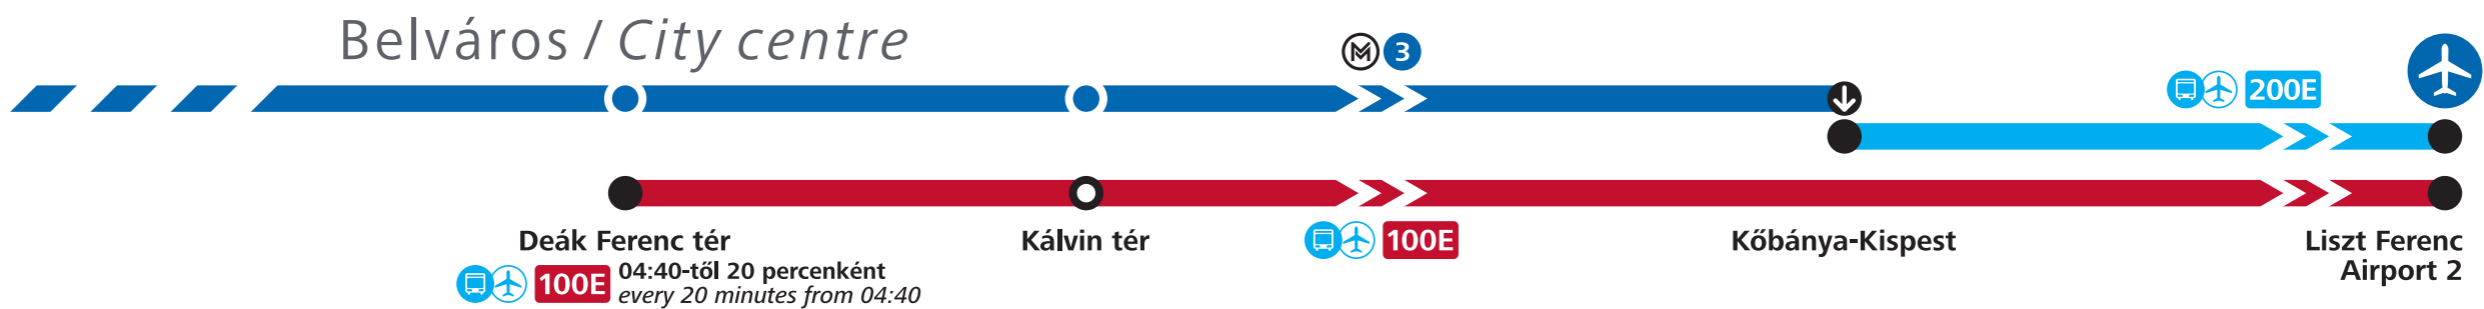 Belváros / City centre
M 3
200E
Deák Ferenc tér
100E 04:40-től 20 percenként
every 20 minutes from 04:40
Kálvin tér
100E
Kőbánya-Kispest
Liszt Ferenc
Airport 2